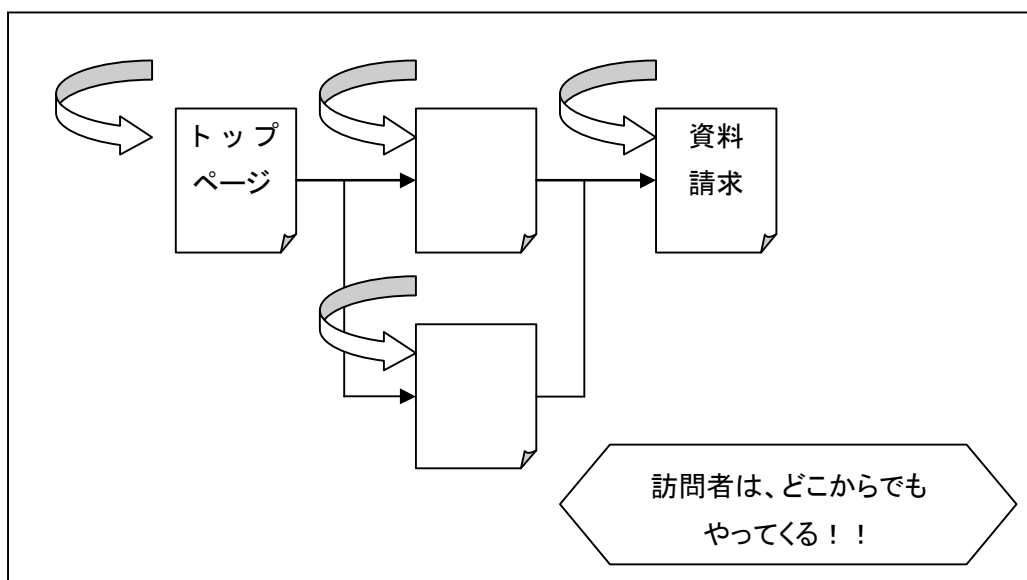 トップ
ページ
資料
請求
訪問者は、どこからでも
やってくる！！